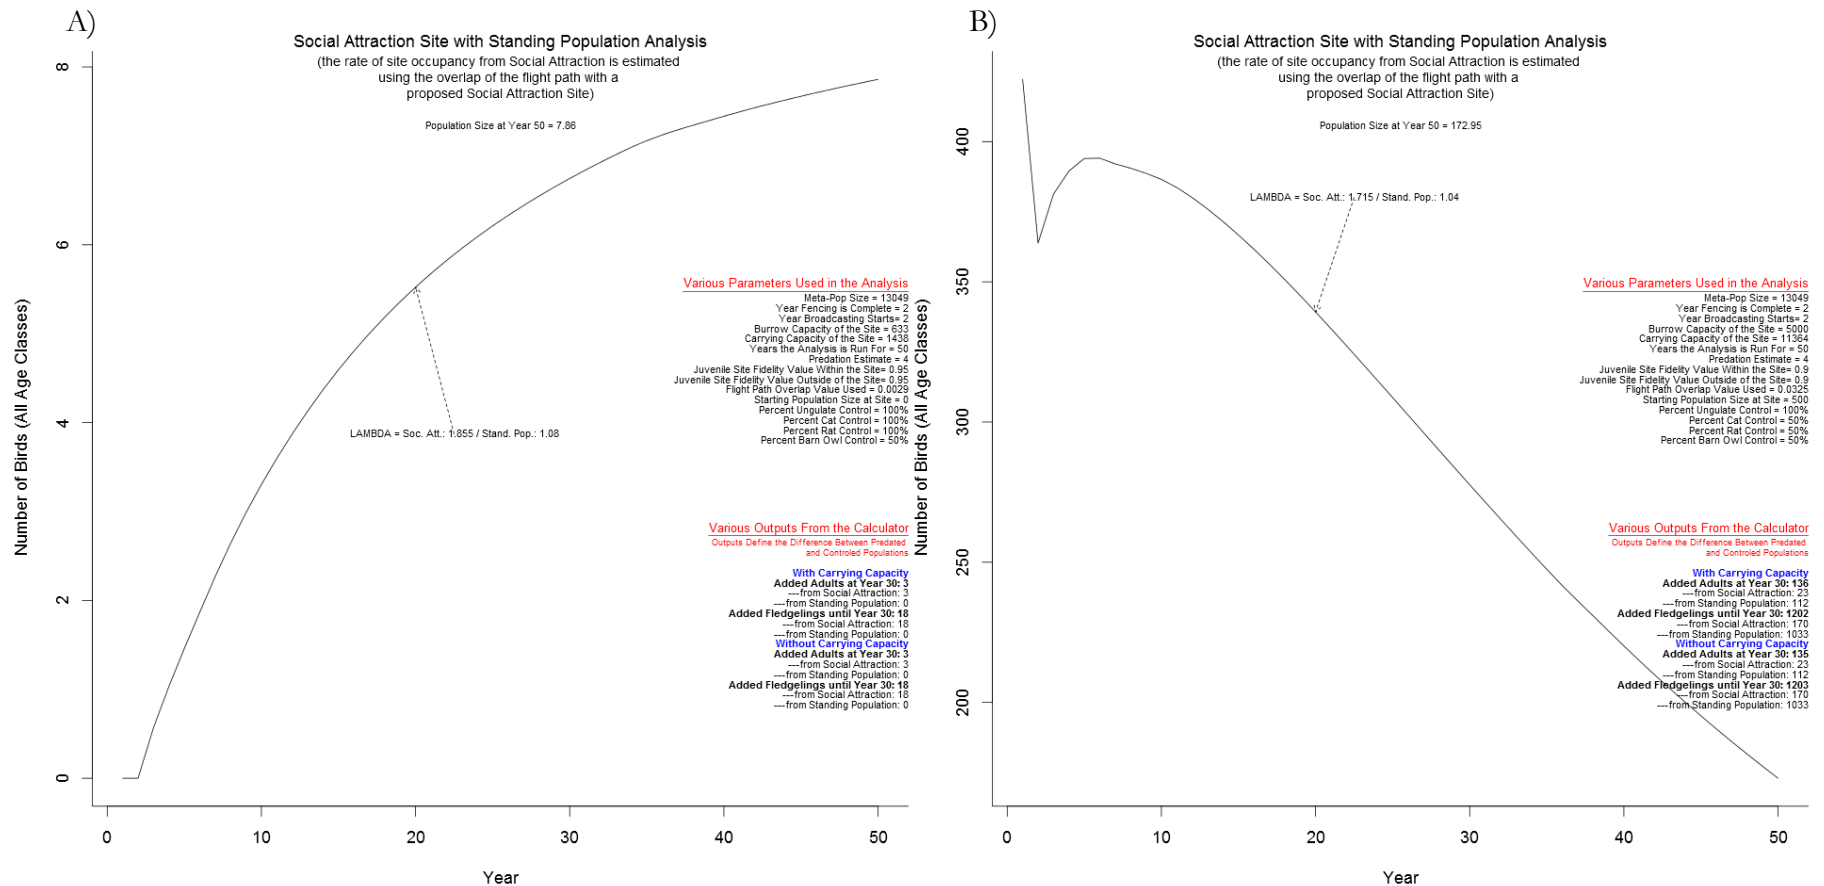 A)
Social Attraction Site with Standing Population Analysis
(the rate of site occupancy from Social Attraction is estimated
using the overlap of the flight path with a
proposed Social Attraction Site)
Population Size at Year 50 = 7.86
8
6
4
2
0
Number of Birds (All Age Classes)
LAMBDA = Soc. Att.: 1.855 / Stand. Pop.: 1.08
Various Parameters Used in the Analysis
Meta-Pop Size = 13049
Year Fencing is Complete = 2
Year Broadcasting Starts= 2
Burrow Capacity of the Site = 633
Carrying Capacity of the Site = 1438
Years the Analysis is Run For = 50
Predation Estimate = 4
Juvenile Site Fidelity Value Within the Site= 0.95
Juvenile Site Fidelity Value Outside of the Site= 0.95
Flight Path Overlap Value Used = 0.0029
Starting Population Size at Site = 0
Percent Ungulate Control = 100%
Percent Cat Control = 100%
Percent Rat Control = 100%
Percent Barn Owl Control = 50%
Various Outputs From the Calculator
Outputs Define the Difference Between Predated
and Controled Populations
With Carrying Capacity
Added Adults at Year 30: 3
---from Social Attraction: 3
---from Standing Population: 0
Added Fledgelings until Year 30: 18
---from Social Attraction: 18
---from Standing Population: 0
Without Carrying Capacity
Added Adults at Year 30: 3
---from Social Attraction: 3
---from Standing Population: 0
Added Fledgelings until Year 30: 18
---from Social Attraction: 18
---from Standing Population: 0
0 10 20 30 40 50
Year
B)
Social Attraction Site with Standing Population Analysis
(the rate of site occupancy from Social Attraction is estimated
using the overlap of the flight path with a
proposed Social Attraction Site)
Population Size at Year 50 = 172.95
400
350
300
250
200
Number of Birds (All Age Classes)
LAMBDA = Soc. Att.: 1.715 / Stand. Pop.: 1.04
Various Parameters Used in the Analysis
Meta-Pop Size = 13049
Year Fencing is Complete = 2
Year Broadcasting Starts= 2
Burrow Capacity of the Site = 5000
Carrying Capacity of the Site = 11364
Years the Analysis is Run For = 50
Predation Estimate = 4
Juvenile Site Fidelity Value Within the Site= 0.9
Juvenile Site Fidelity Value Outside of the Site= 0.9
Flight Path Overlap Value Used = 0.0325
Starting Population Size at Site = 500
Percent Ungulate Control = 100%
Percent Cat Control = 50%
Percent Rat Control = 50%
Percent Barn Owl Control = 50%
Various Outputs From the Calculator
Outputs Define the Difference Between Predated
and Controled Populations
With Carrying Capacity
Added Adults at Year 30: 136
---from Social Attraction: 23
---from Standing Population: 112
Added Fledgelings until Year 30: 1202
---from Social Attraction: 170
---from Standing Population: 1033
Without Carrying Capacity
Added Adults at Year 30: 135
---from Social Attraction: 23
---from Standing Population: 112
Added Fledgelings until Year 30: 1203
---from Social Attraction: 170
---from Standing Population: 1033
0 10 20 30 40 50
Year